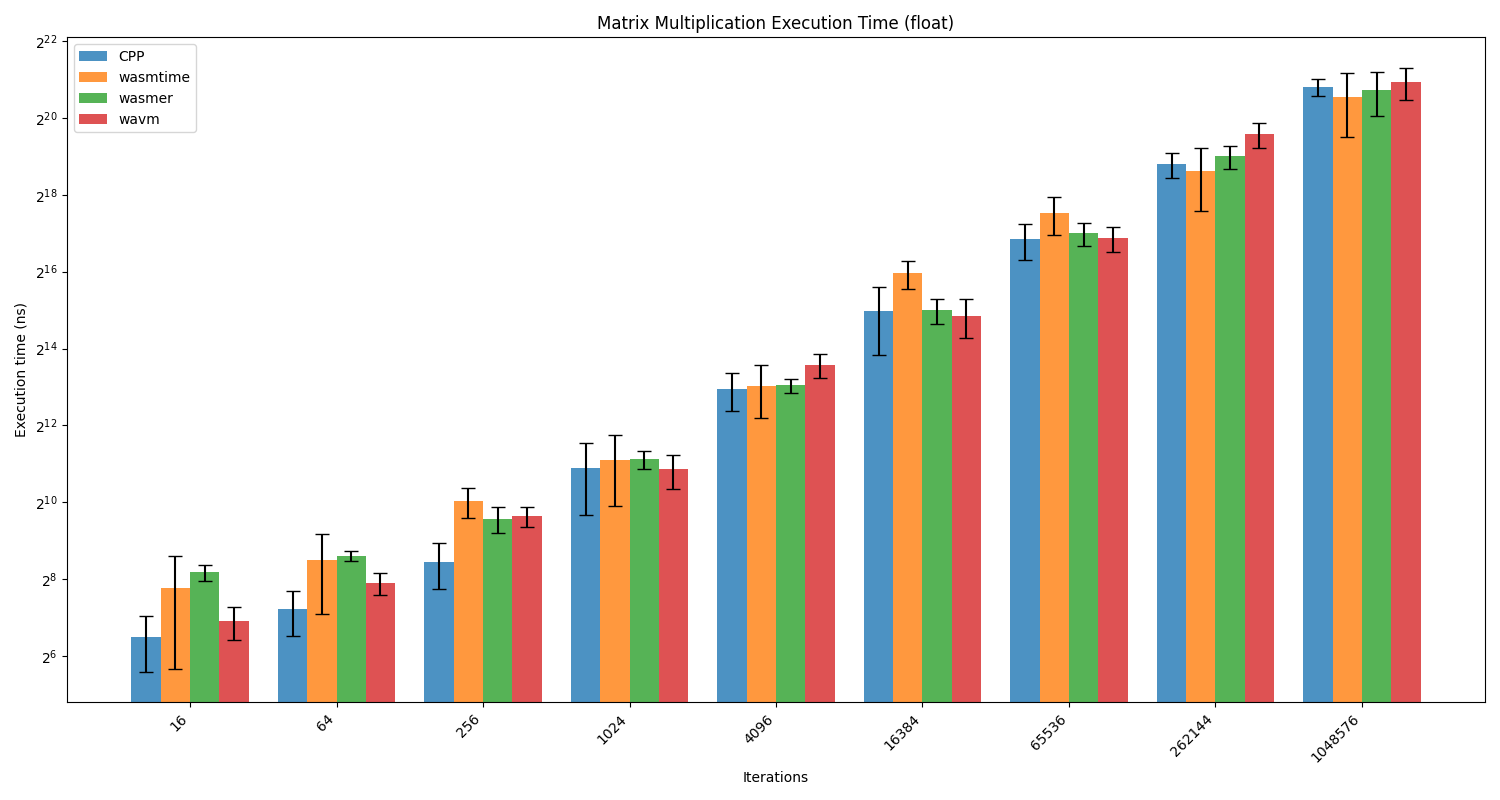 Matrix Multiplication Execution Time (float)
CPP
wasmtime
wasmer
wavm
Execution time (ns)
2^22
2^20
2^18
2^16
2^14
2^12
2^10
2^8
2^6
16
64
256
1024
4096
16384
65536
262144
1048576
Iterations